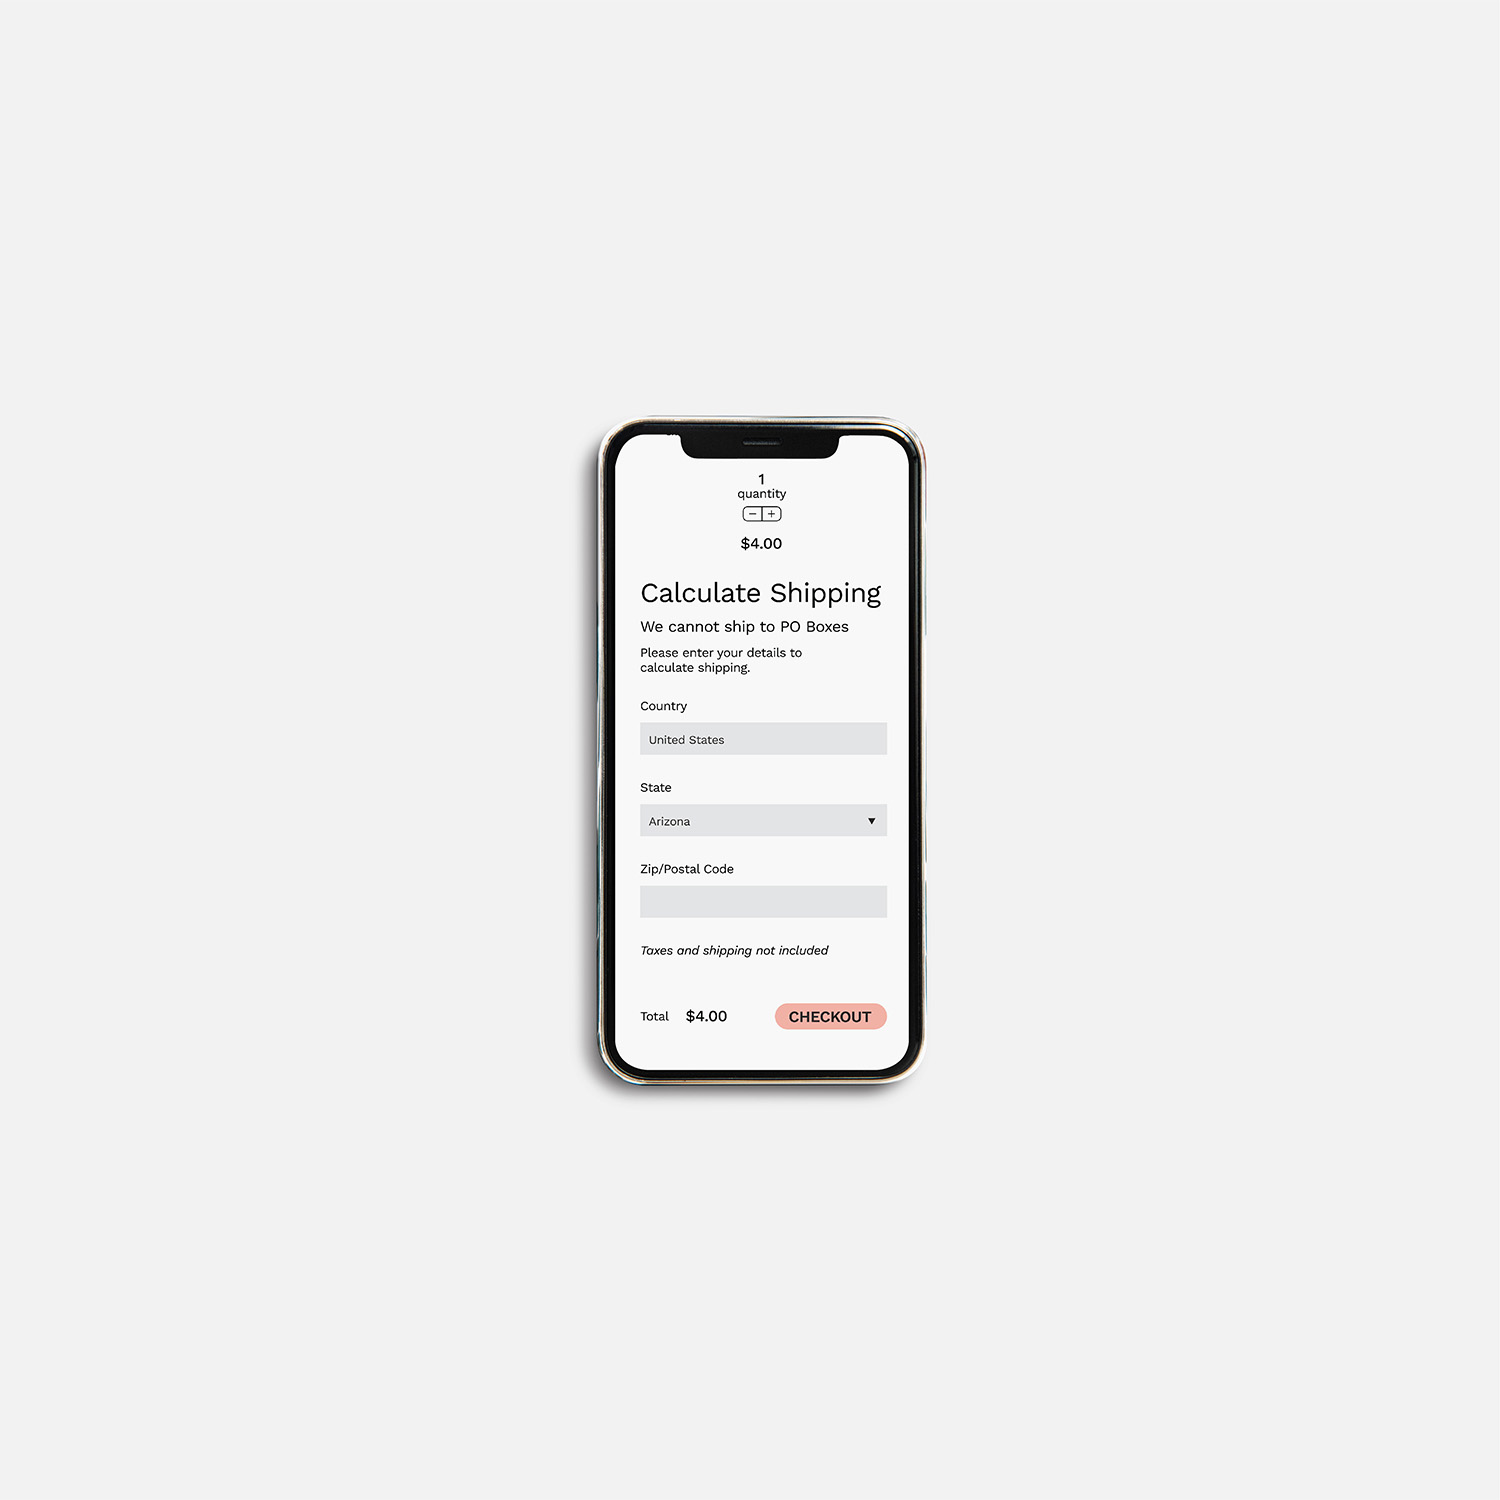 1
quantity
− +
$4.00
Calculate Shipping
We cannot ship to PO Boxes
Please enter your details to
calculate shipping.
Country
United States
State
Arizona
Zip/Postal Code
Taxes and shipping not included
Total $4.00 CHECKOUT